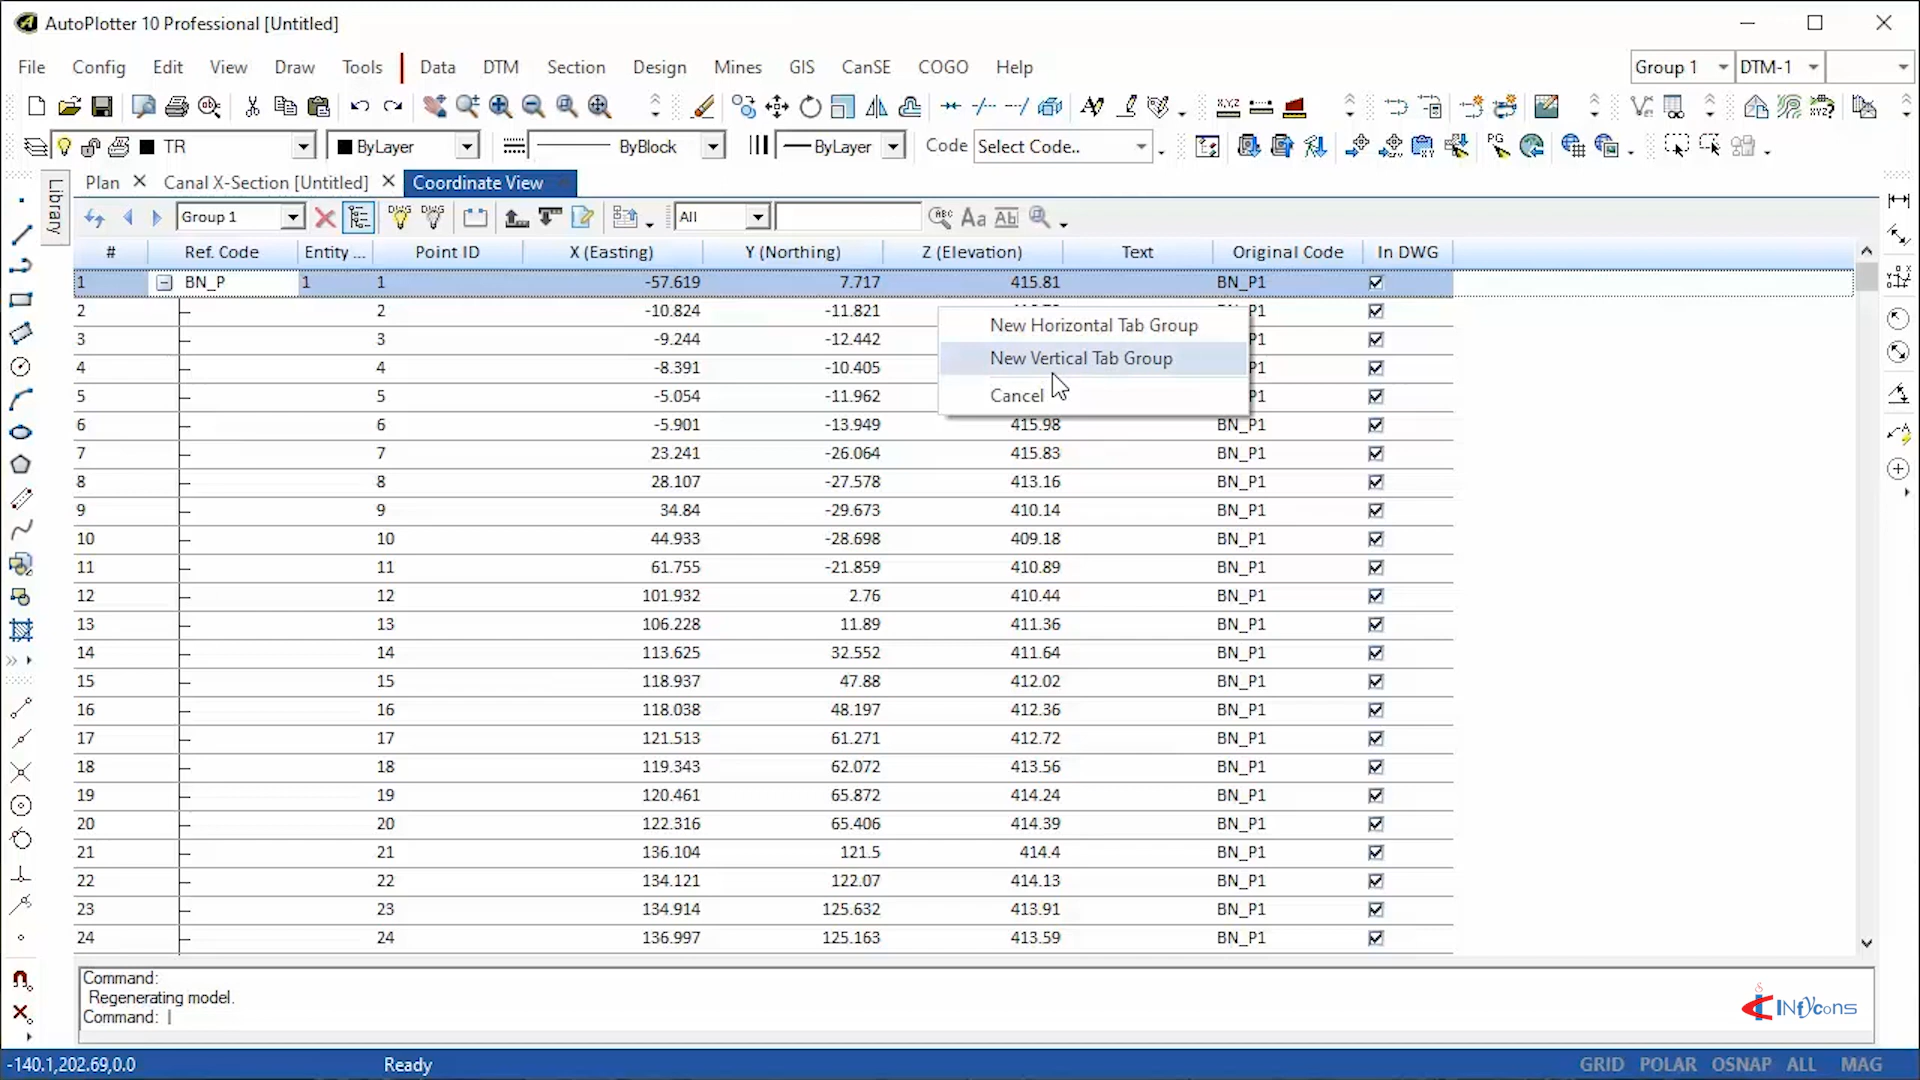 AutoPlotter 10 Professional [Untitled]
File Config Edit View Draw Tools Data DTM Section Design Mines GIS CanSE COGO Help Group 1 DTM-1
TR ByLayer ByBlock ByLayer Code Select Code..
Library
Plan Canal X-Section [Untitled] Coordinate View
Group 1 All
# Ref. Code Entity ... Point ID X (Easting) Y (Northing) Z (Elevation) Text Original Code In DWG
1 BN_P 1 1 -57.619 7.717 415.81 BN_P1
2 2 -10.824 -11.821
3 3 -9.244 -12.442
4 4 -8.391 -10.405
5 5 -5.054 -11.962
New Horizontal Tab Group
New Vertical Tab Group
Cancel
6 6 -5.901 -13.949 415.98 BN_P1
7 7 23.241 -26.064 415.83 BN_P1
8 8 28.107 -27.578 413.16 BN_P1
9 9 34.84 -29.673 410.14 BN_P1
10 10 44.933 -28.698 409.18 BN_P1
11 11 61.755 -21.859 410.89 BN_P1
12 12 101.932 2.76 410.44 BN_P1
13 13 106.228 11.89 411.36 BN_P1
14 14 113.625 32.552 411.64 BN_P1
15 15 118.937 47.88 412.02 BN_P1
16 16 118.038 48.197 412.36 BN_P1
17 17 121.513 61.271 412.72 BN_P1
18 18 119.343 62.072 413.56 BN_P1
19 19 120.461 65.872 414.24 BN_P1
20 20 122.316 65.406 414.39 BN_P1
21 21 136.104 121.5 414.4 BN_P1
22 22 134.121 122.07 414.13 BN_P1
23 23 134.914 125.632 413.91 BN_P1
24 24 136.997 125.163 413.59 BN_P1
Command:
Regenerating model.
Command:
INfycons
-140.1,202.69,0.0 Ready GRID POLAR OSNAP ALL MAG